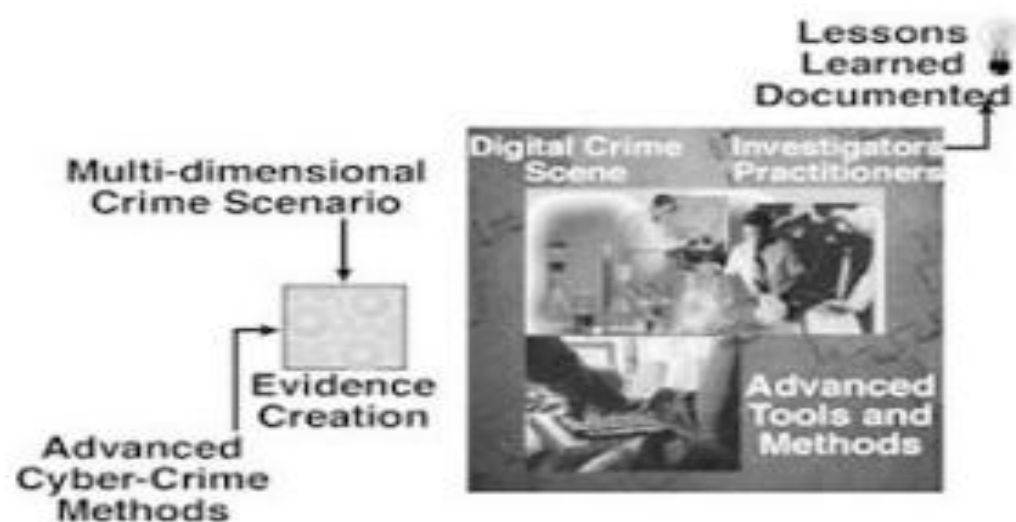 Lessons
Learned
Documented
Digital Crime
Scene
Investigators
Practitioners
Multi-dimensional
Crime Scenario
Evidence
Creation
Advanced
Tools and
Methods
Advanced
Cyber-Crime
Methods